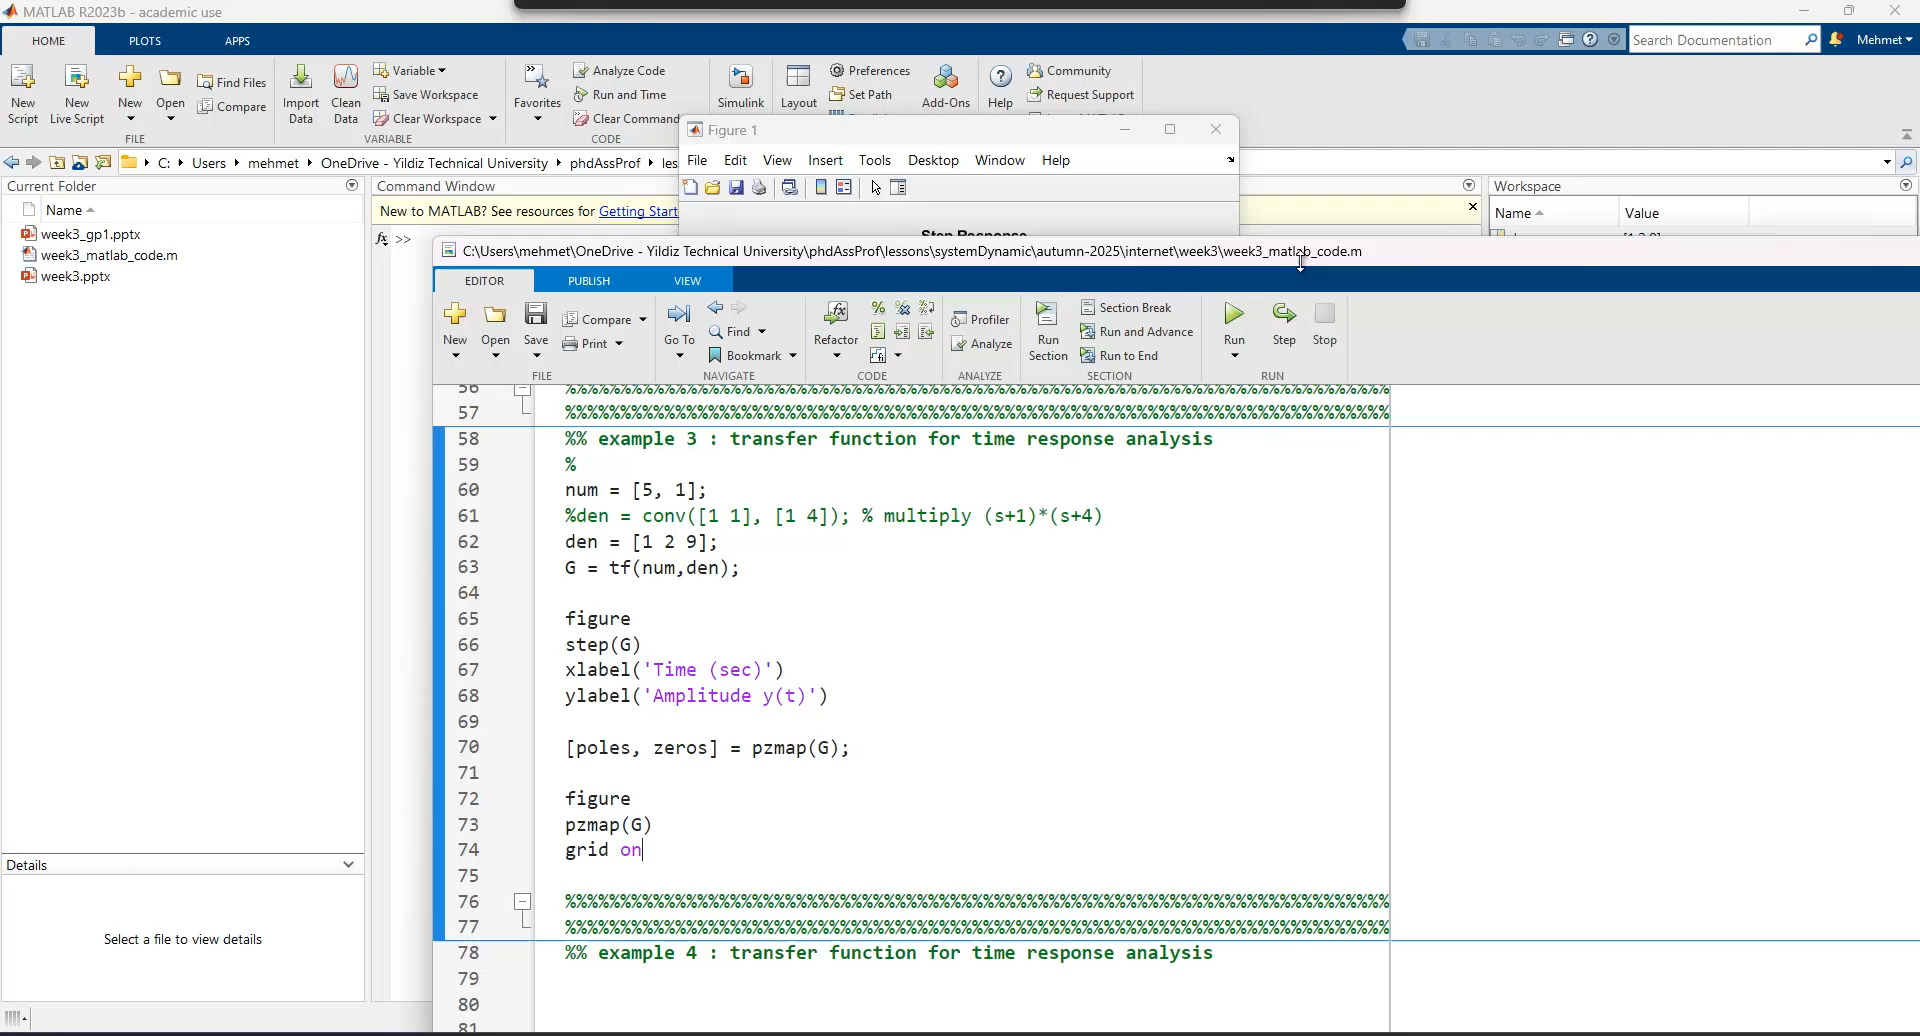 MATLAB R2023b - academic use
HOME PLOTS APPS
Search Documentation Mehmet
New Script
New Live Script
New
Open
Find Files
Compare
FILE
Import Data
Clean Data
Variable
Save Workspace
Clear Workspace
VARIABLE
Favorites
Analyze Code
Run and Time
Clear Command
CODE
Simulink
Layout
Preferences
Set Path
Add-Ons
Help
Community
Request Support
C: Users mehmet OneDrive - Yildiz Technical University phdAssProf les
Figure 1
File Edit View Insert Tools Desktop Window Help
Current Folder
Name
week3_gp1.pptx
week3_matlab_code.m
week3.pptx
Details
Select a file to view details
Command Window
New to MATLAB? See resources for Getting Start
fx >>
Workspace
Name Value
Step Response
C:\Users\mehmet\OneDrive - Yildiz Technical University\phdAssProf\lessons\systemDynamic\autumn-2025\internet\week3\week3_matlab_code.m
EDITOR PUBLISH VIEW
New
Open
Save
Compare
Print
FILE
Go To
Find
Bookmark
NAVIGATE
Refactor
CODE
Profiler
Analyze
ANALYZE
Run Section
Section Break
Run and Advance
Run to End
SECTION
Run
Step
Stop
RUN
56 %%%%%%%%%%%%%%%%%%%%%%%%%%%%%%%%%%%%%%%%%%%%%%%%%%%%%%%%%%%%%%%%%%%%%%%%%%%%%
57 %%%%%%%%%%%%%%%%%%%%%%%%%%%%%%%%%%%%%%%%%%%%%%%%%%%%%%%%%%%%%%%%%%%%%%%%%%%%%
58 %% example 3 : transfer function for time response analysis
59 %
60 num = [5, 1];
61 %den = conv([1 1], [1 4]); % multiply (s+1)*(s+4)
62 den = [1 2 9];
63 G = tf(num,den);
64
65 figure
66 step(G)
67 xlabel('Time (sec)')
68 ylabel('Amplitude y(t)')
69
70 [poles, zeros] = pzmap(G);
71
72 figure
73 pzmap(G)
74 grid on
75
76 %%%%%%%%%%%%%%%%%%%%%%%%%%%%%%%%%%%%%%%%%%%%%%%%%%%%%%%%%%%%%%%%%%%%%%%%%%%%%
77 %%%%%%%%%%%%%%%%%%%%%%%%%%%%%%%%%%%%%%%%%%%%%%%%%%%%%%%%%%%%%%%%%%%%%%%%%%%%%
78 %% example 4 : transfer function for time response analysis
79
80
81